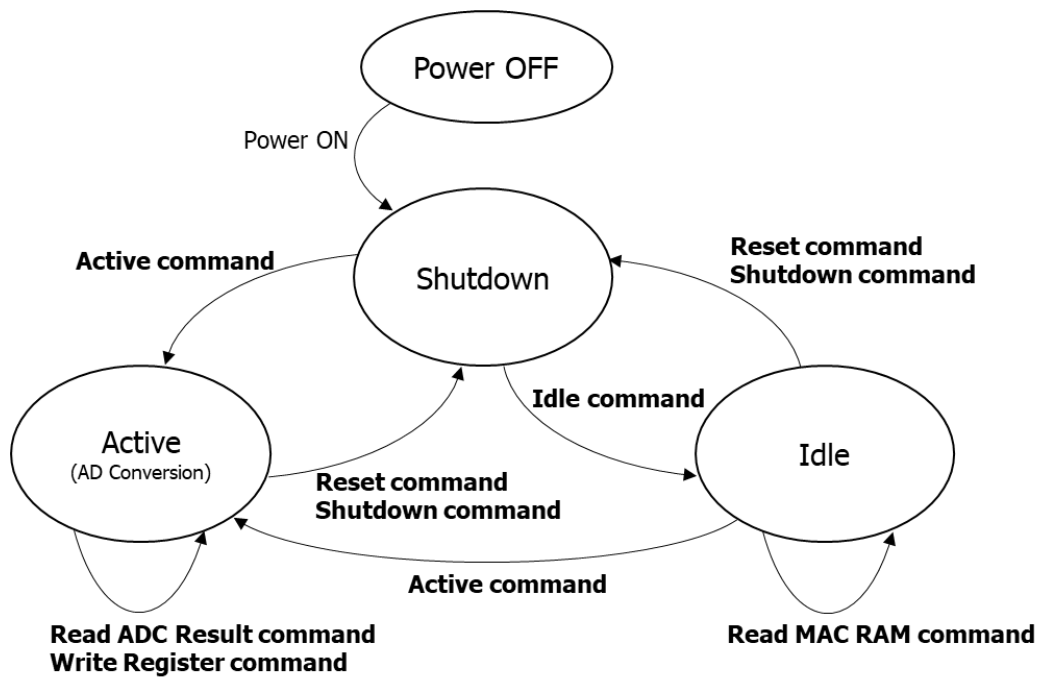 Power OFF
Power ON
Shutdown
Active command
Reset command
Shutdown command
Idle command
Active
(AD Conversion)
Idle
Reset command
Shutdown command
Active command
Read ADC Result command
Write Register command
Read MAC RAM command